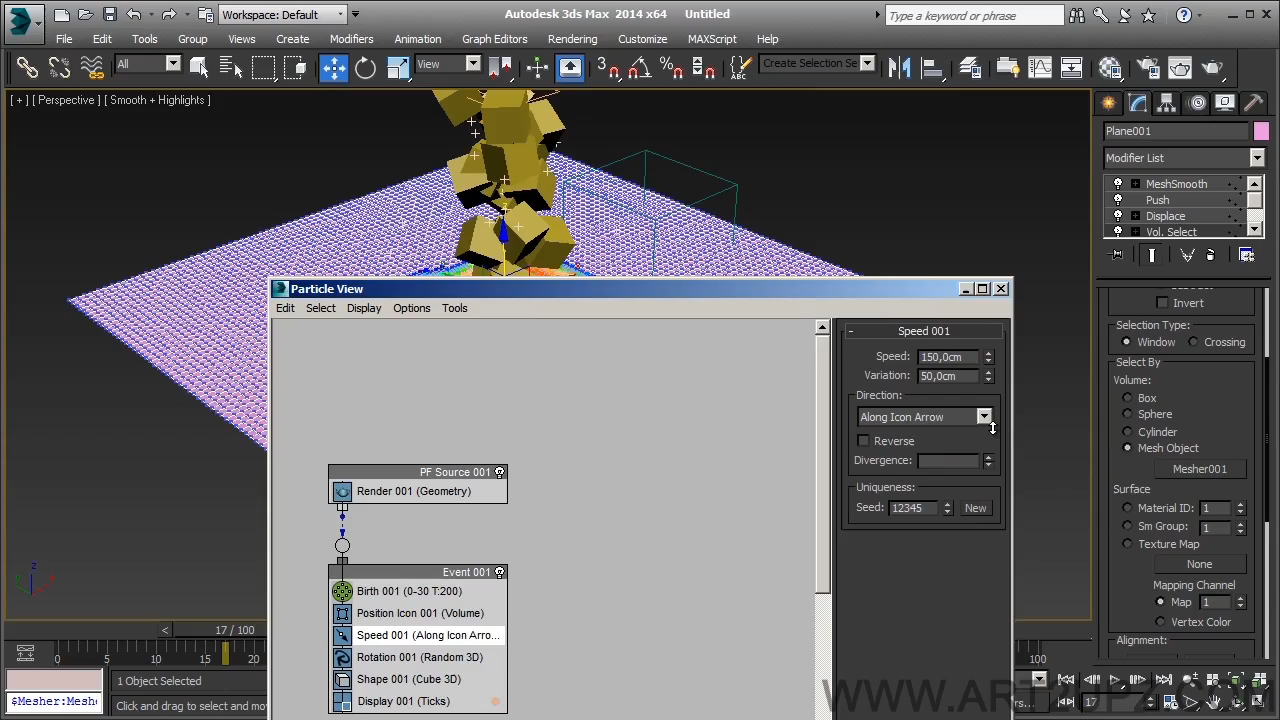 Workspace: Default
Autodesk 3ds Max  2014 x64    Untitled
Type a keyword or phrase
File Edit Tools Group Views Create Modifiers Animation Graph Editors Rendering Customize MAXScript Help
All
View
3
Create Selection Se
[ + ] [ Perspective ] [ Smooth + Highlights ]
Plane001
Modifier List
MeshSmooth
Push
Displace
Vol. Select
Invert
Selection Type:
Window Crossing
Select By
Volume:
Box
Sphere
Cylinder
Mesh Object
Mesher001
Surface
Material ID: 1
Sm Group: 1
Texture Map
None
Mapping Channel
Map 1
Vertex Color
Alignment:
Particle View
Edit Select Display Options Tools
Speed 001
Speed: 150,0cm
Variation: 50,0cm
Direction:
Along Icon Arrow
Reverse
Divergence:
Uniqueness:
Seed: 12345 New
PF Source 001
Render 001 (Geometry)
Event 001
Birth 001 (0-30 T:200)
Position Icon 001 (Volume)
Speed 001 (Along Icon Arro...
Rotation 001 (Random 3D)
Shape 001 (Cube 3D)
Display 001 (Ticks)
z
17 / 100
0 5 10 15 20 100
1 Object Selected
$Mesher:Meshe
Click and drag to select and mov
17
WWW.ART2UPZ.COM